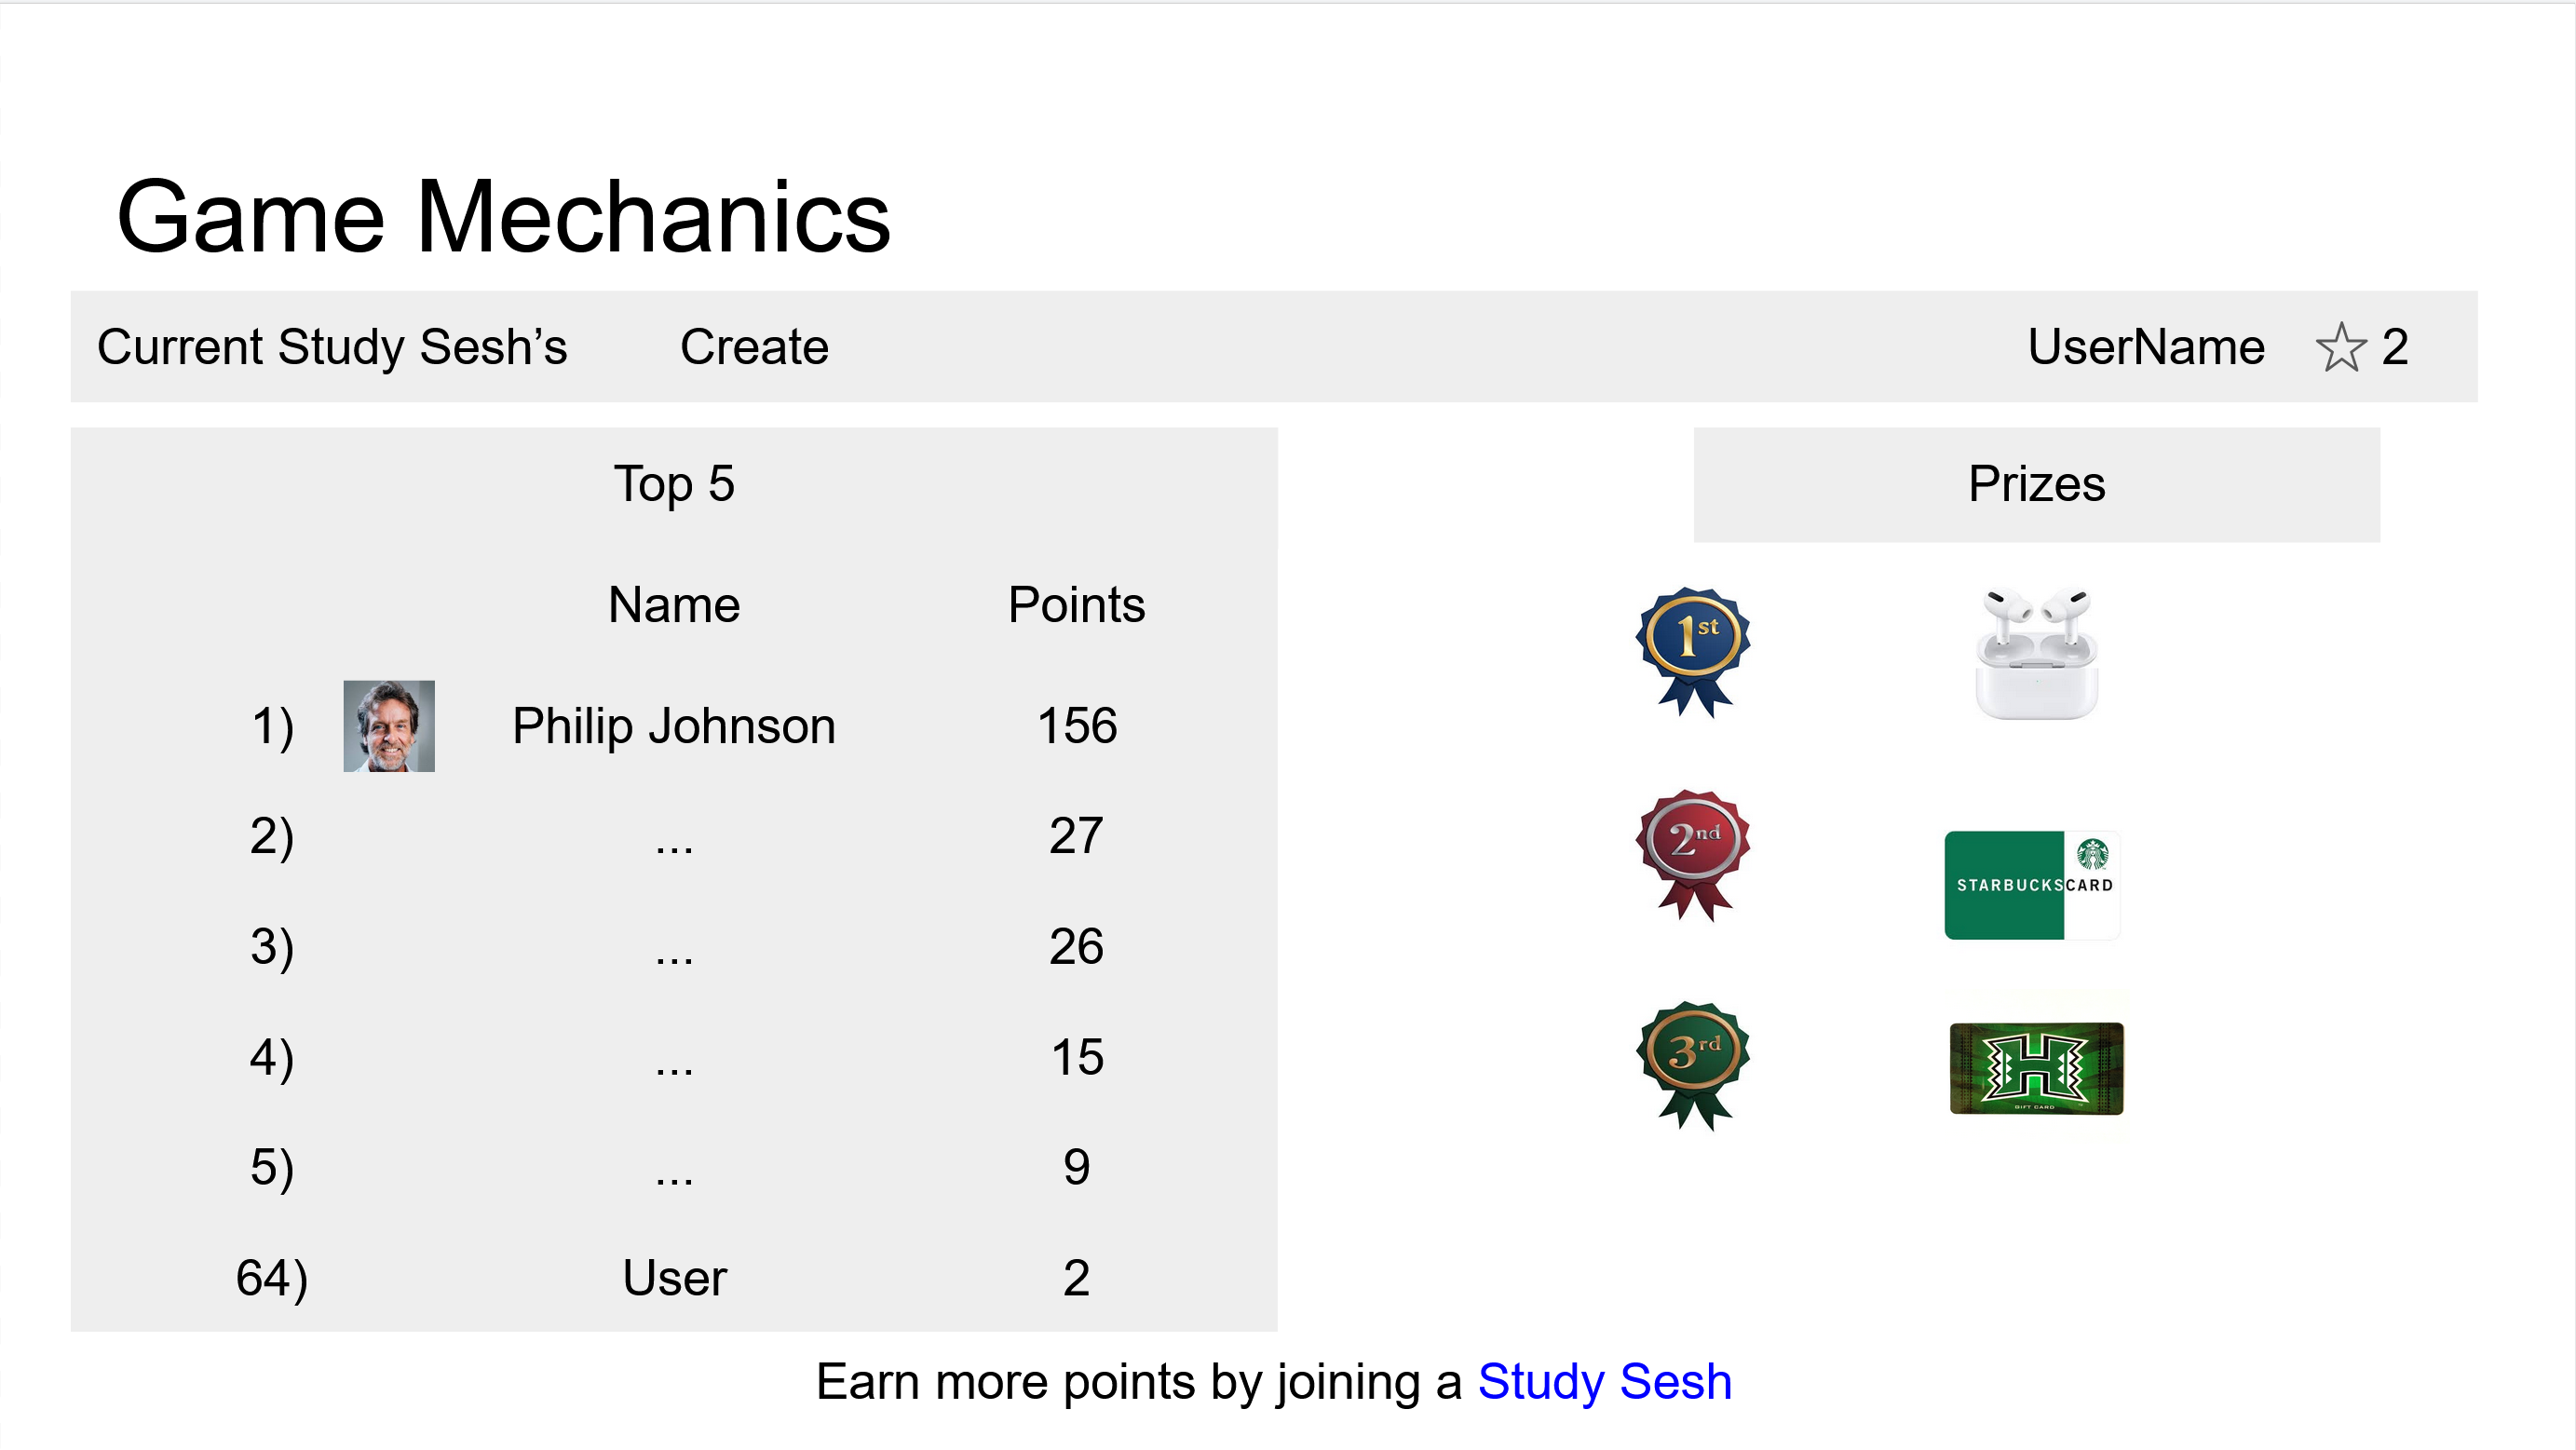 Game Mechanics
Current Study Sesh’s Create UserName 2
Top 5
Name Points
1) Philip Johnson 156
2) ... 27
3) ... 26
4) ... 15
5) ... 9
64) User 2
Prizes
1st
2nd
STARBUCKSCARD
3rd
H
GIFT CARD
Earn more points by joining a Study Sesh